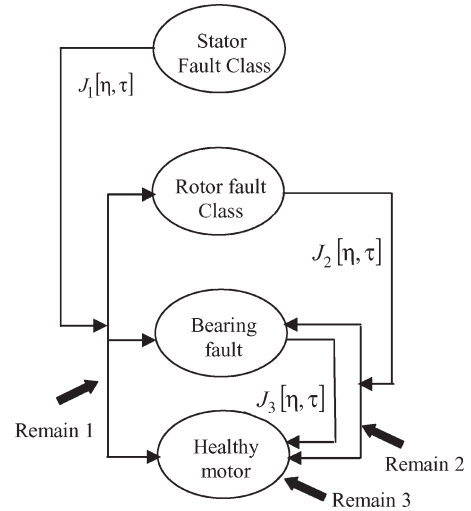 Stator
Fault Class
J₁[η, τ]
Rotor fault
Class
J₂[η, τ]
Bearing
fault
J₃[η, τ]
Remain 1
Healthy
motor
Remain 2
Remain 3